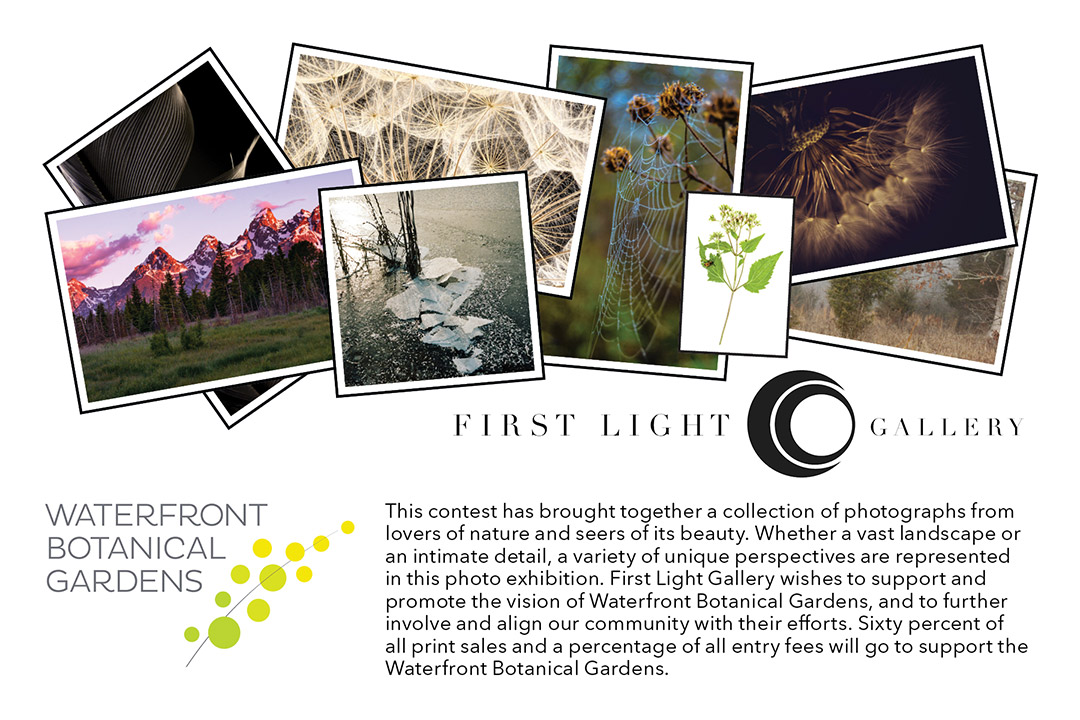 FIRST LIGHT GALLERY
WATERFRONT
BOTANICAL
GARDENS
This contest has brought together a collection of photographs from
lovers of nature and seers of its beauty. Whether a vast landscape or
an intimate detail, a variety of unique perspectives are represented
in this photo exhibition. First Light Gallery wishes to support and
promote the vision of Waterfront Botanical Gardens, and to further
involve and align our community with their efforts. Sixty percent of
all print sales and a percentage of all entry fees will go to support the
Waterfront Botanical Gardens.